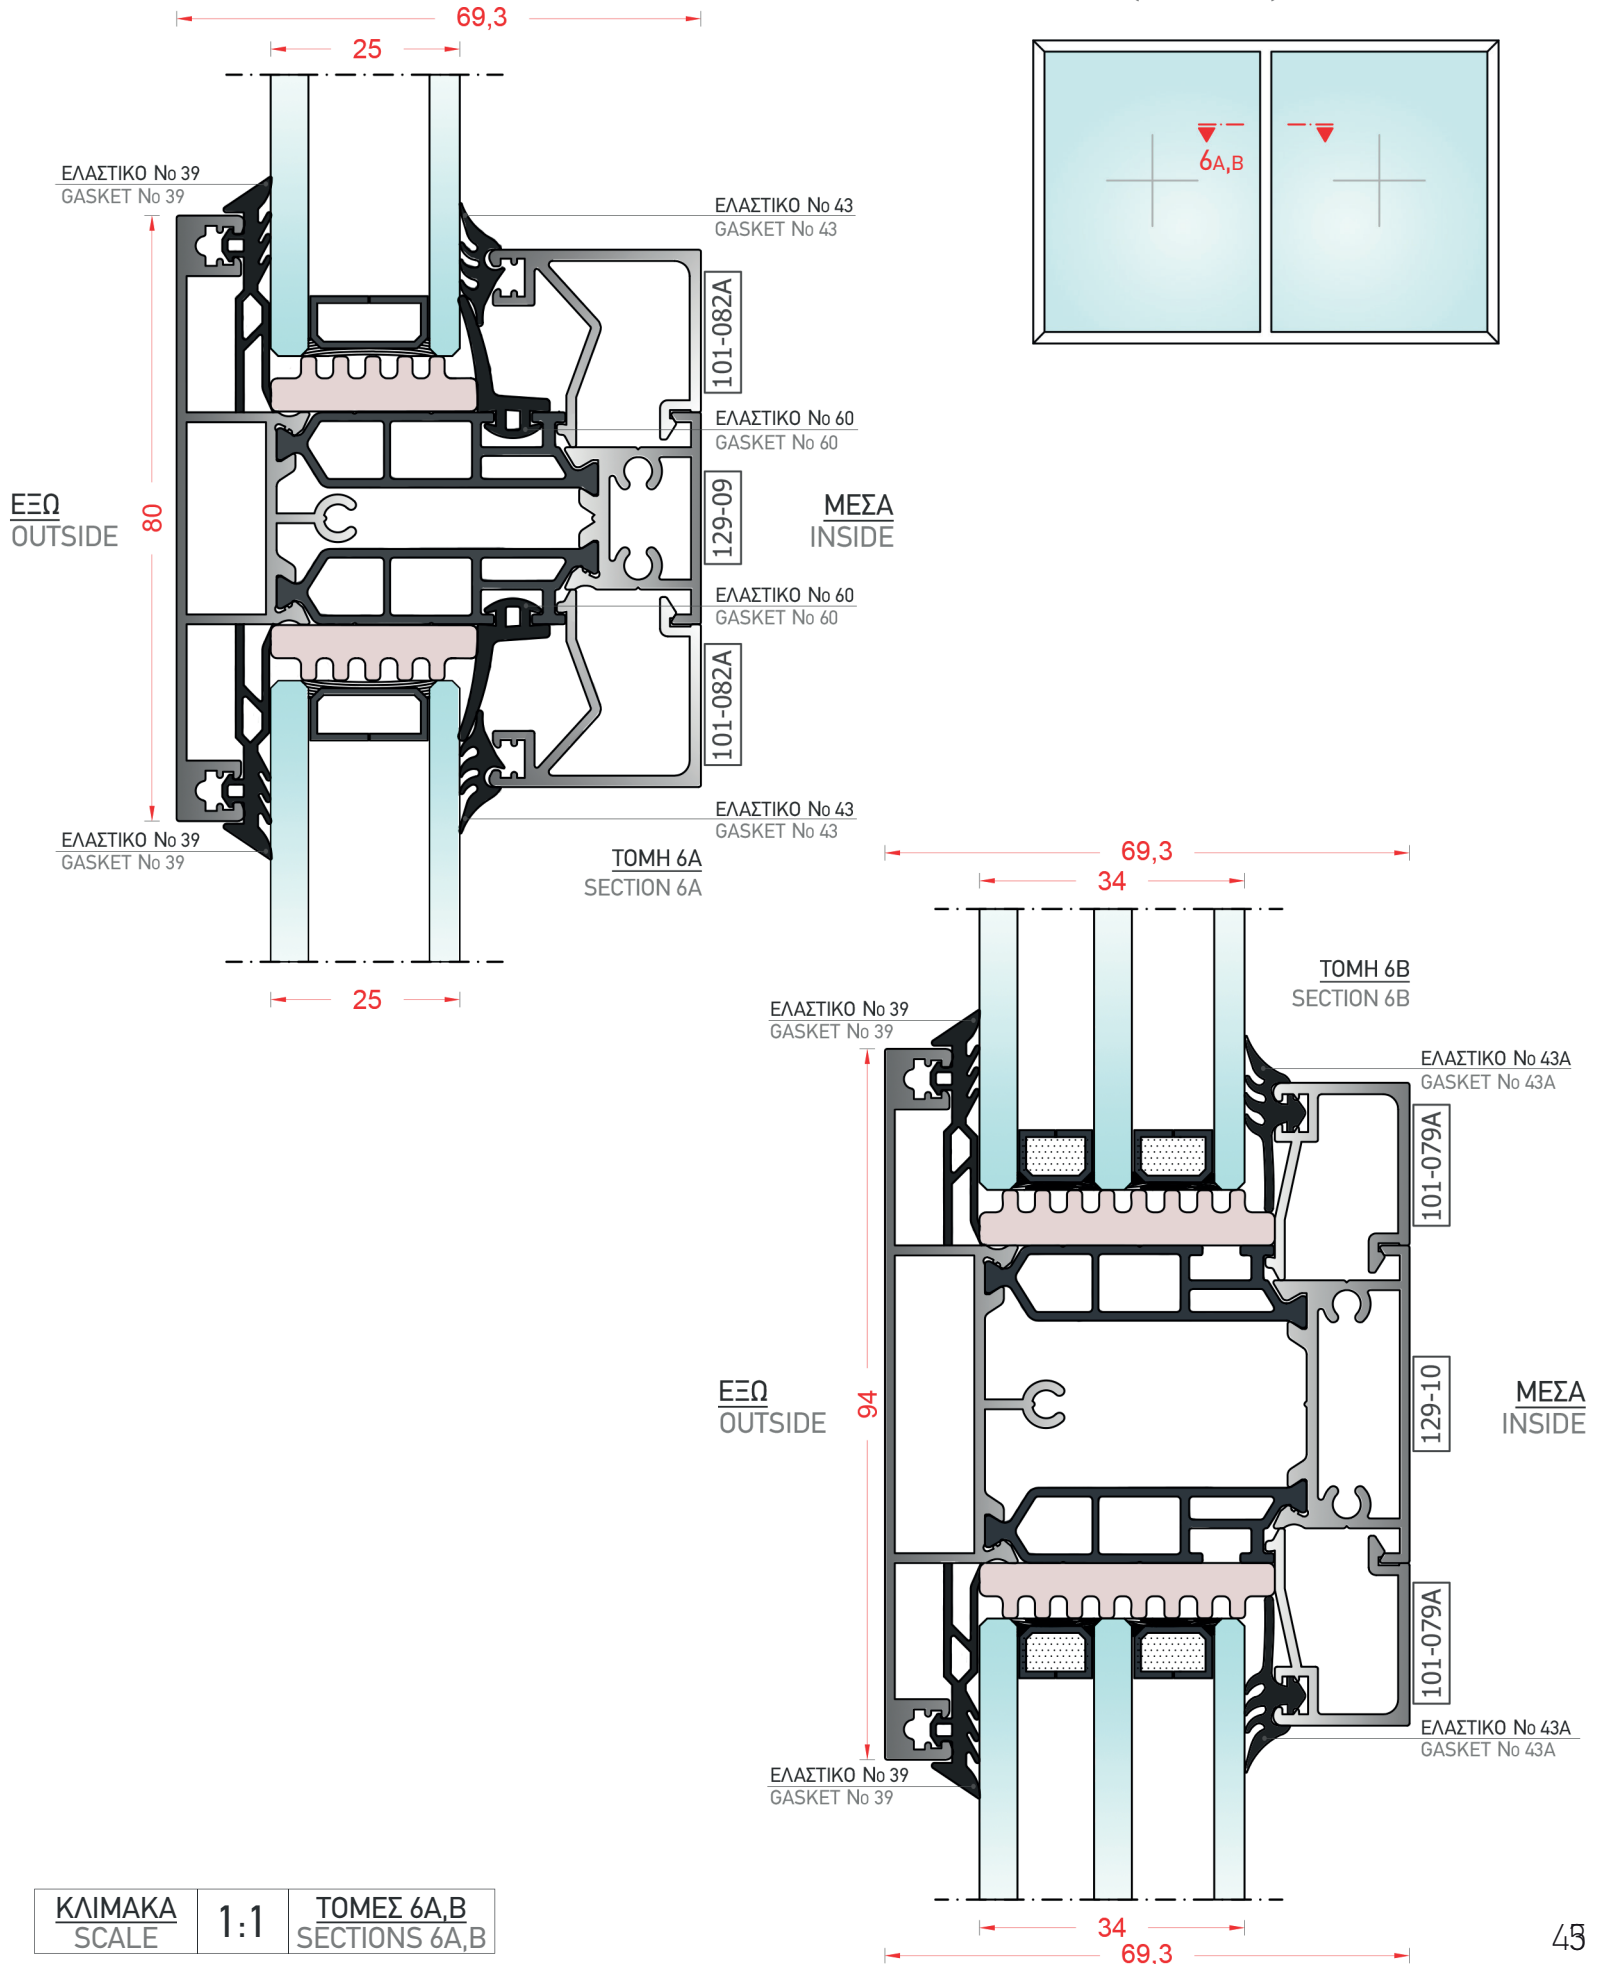 69,3
25
ΕΛΑΣΤΙΚΟ Νο 39
GASKET No 39
ΕΛΑΣΤΙΚΟ Νο 43
GASKET No 43
101-082A
ΕΛΑΣΤΙΚΟ Νο 60
GASKET No 60
ΕΞΩ
OUTSIDE
80
129-09
ΜΕΣΑ
INSIDE
ΕΛΑΣΤΙΚΟ Νο 60
GASKET No 60
101-082A
ΕΛΑΣΤΙΚΟ Νο 43
GASKET No 43
ΕΛΑΣΤΙΚΟ Νο 39
GASKET No 39
ΤΟΜΗ 6Α
SECTION 6A
25
6A,B
69,3
34
ΤΟΜΗ 6Β
SECTION 6B
ΕΛΑΣΤΙΚΟ Νο 39
GASKET No 39
ΕΛΑΣΤΙΚΟ Νο 43Α
GASKET No 43A
101-079A
ΕΞΩ
OUTSIDE
94
129-10
ΜΕΣΑ
INSIDE
101-079A
ΕΛΑΣΤΙΚΟ Νο 43Α
GASKET No 43A
ΕΛΑΣΤΙΚΟ Νο 39
GASKET No 39
34
69,3
ΚΛΙΜΑΚΑ
SCALE
1:1
ΤΟΜΕΣ 6Α,Β
SECTIONS 6A,B